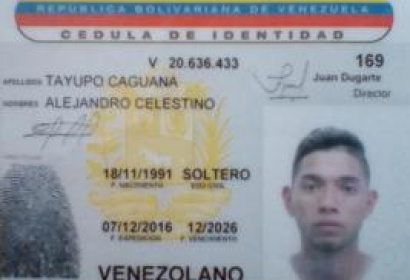 REPUBLICA BOLIVARIANA DE VENEZUELA
CEDULA DE IDENTIDAD
V 20.636.433
169
APELLIDOS TAYUPO CAGUANA
Juan Dugarte
Director
NOMBRES ALEJANDRO CELESTINO
18/11/1991 SOLTERO
F. NACIMIENTO EDO.CIVIL
07/12/2016 12/2026
F. EXPEDICION F. VENCIMIENTO
VENEZOLANO